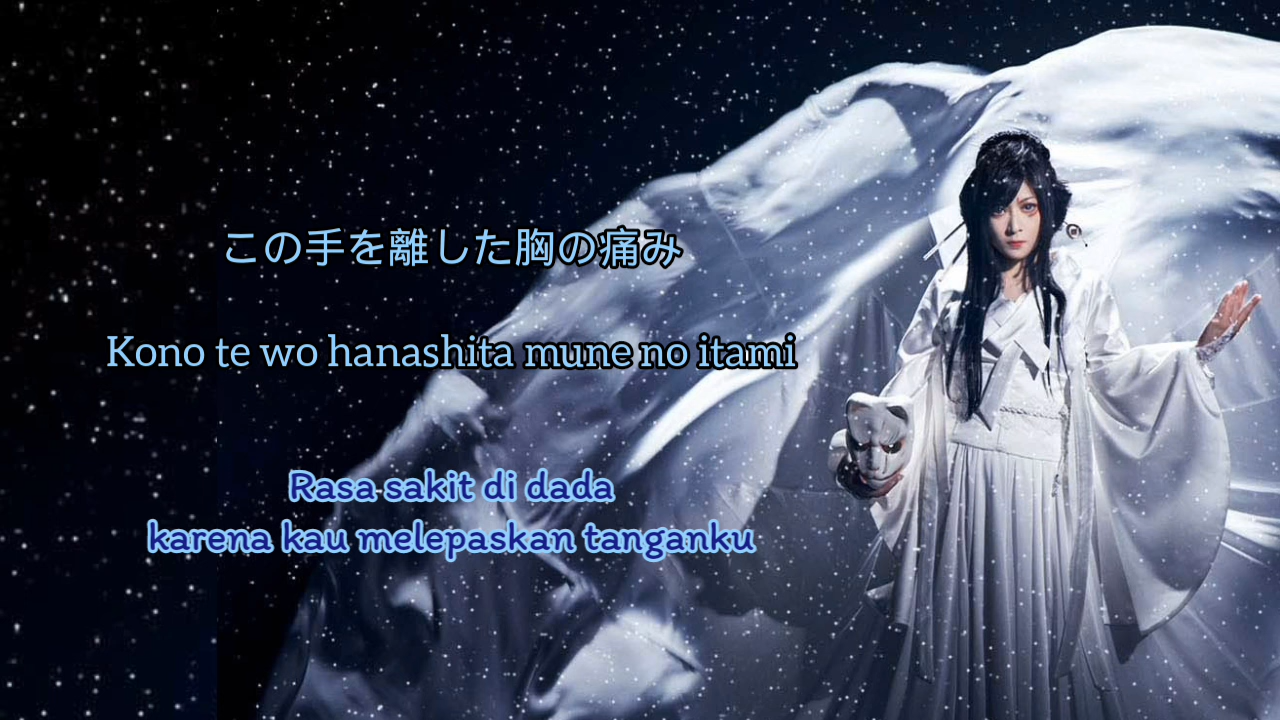 この手を離した胸の痛み
Kono te wo hanashita mune no itami
Rasa sakit di dada
karena kau melepaskan tanganku